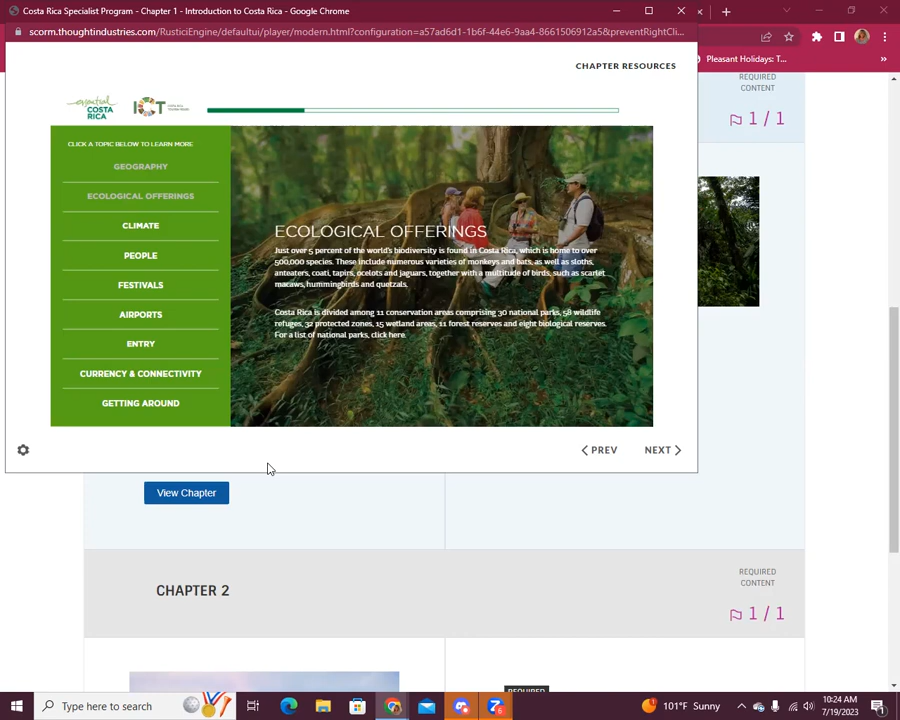 Costa Rica Specialist Program - Chapter 1 - Introduction to Costa Rica - Google Chrome
scorm.thoughtindustries.com/RusticiEngine/defaultui/player/modern.html?configuration=a57ad6d1-1b6f-44e6-9aa4-8661506912a5&preventRightCli...
Pleasant Holidays: T...
CHAPTER RESOURCES
REQUIRED
CONTENT
1 / 1
essential
COSTA
RICA
ICT
CLICK A TOPIC BELOW TO LEARN MORE
GEOGRAPHY
ECOLOGICAL OFFERINGS
CLIMATE
PEOPLE
FESTIVALS
AIRPORTS
ENTRY
CURRENCY & CONNECTIVITY
GETTING AROUND
ECOLOGICAL OFFERINGS
Just over 5 percent of the world's biodiversity is found in Costa Rica, which is home to over
500,000 species. These include numerous varieties of monkeys and bats, as well as sloths,
anteaters, coati, tapirs, ocelots and jaguars, together with a multitude of birds, such as scarlet
macaws, hummingbirds and quetzals.
Costa Rica is divided among 11 conservation areas comprising 30 national parks, 58 wildlife
refuges, 32 protected zones, 15 wetland areas, 11 forest reserves and eight biological reserves.
For a list of national parks, click here.
PREV
NEXT
View Chapter
CHAPTER 2
REQUIRED
CONTENT
1 / 1
REQUIRED
Type here to search
101°F Sunny
10:24 AM
7/19/2023